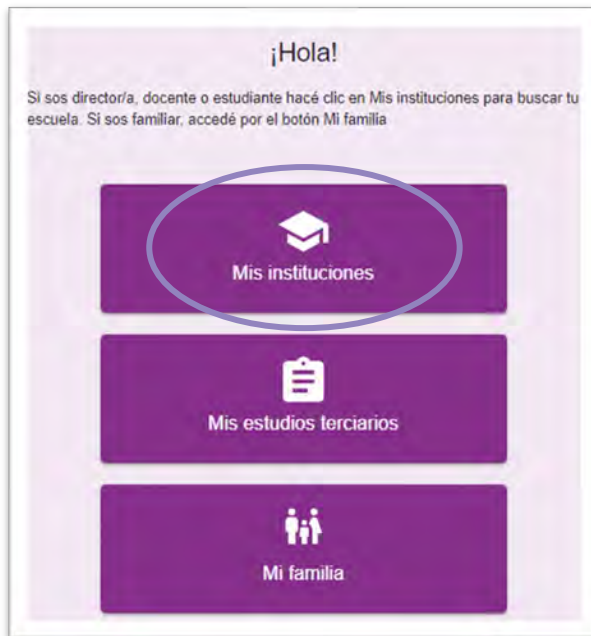 ¡Hola!
Si sos director/a, docente o estudiante hacé clic en Mis instituciones para buscar tu
escuela. Si sos familiar, accedé por el botón Mi familia
Mis instituciones
Mis estudios terciarios
Mi familia